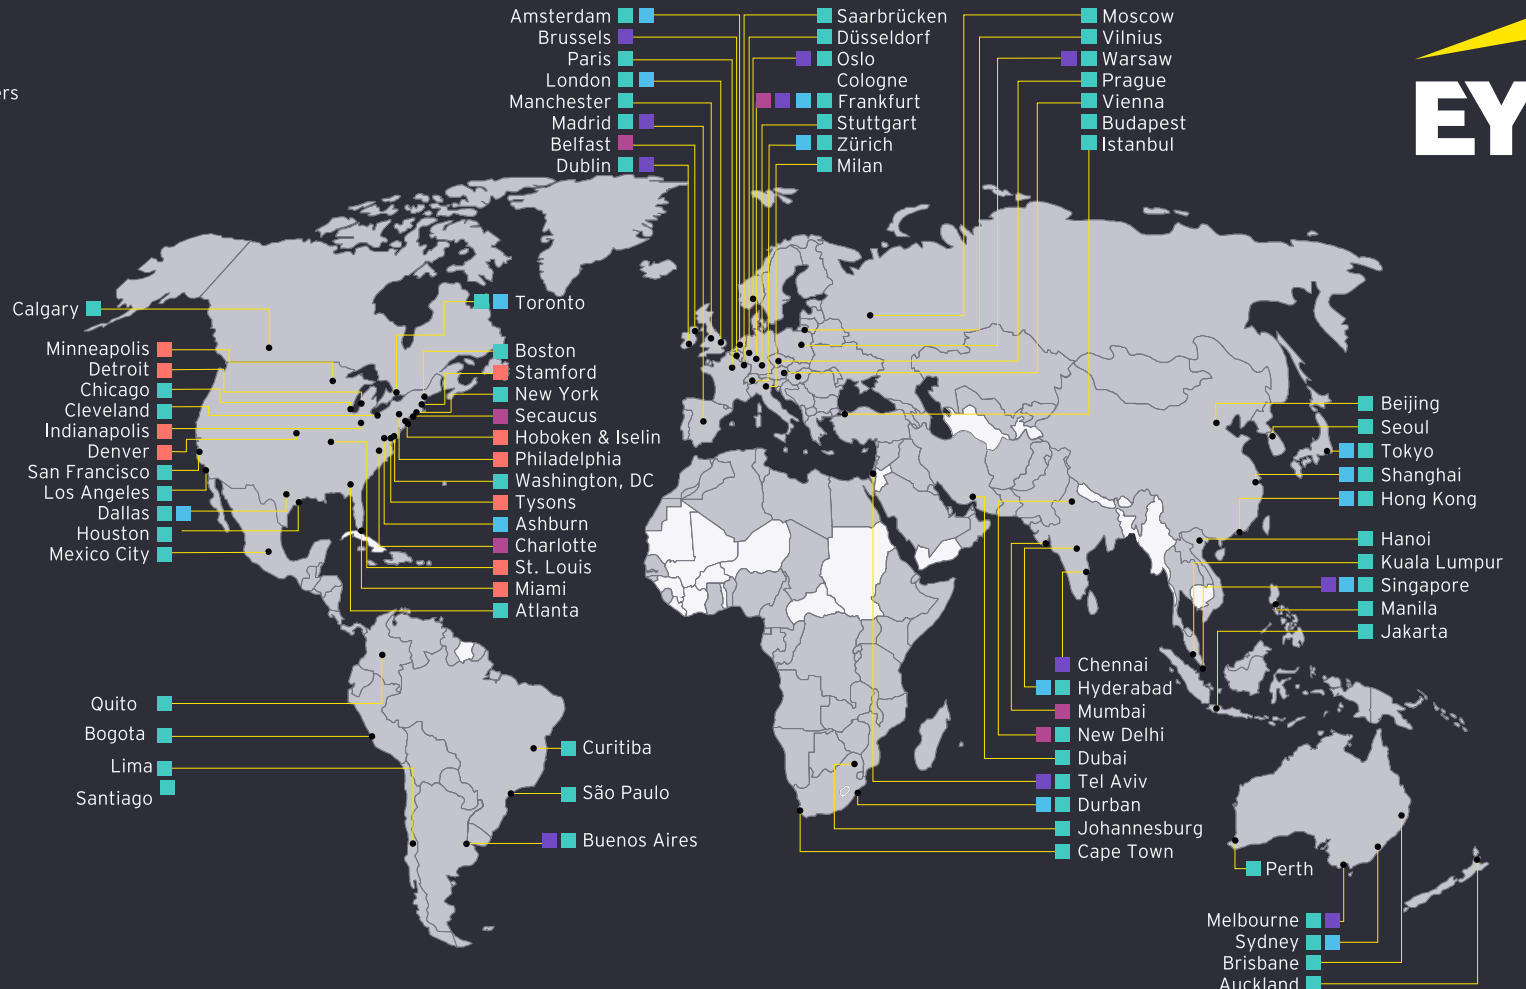 ers
EY
Amsterdam
Brussels
Paris
London
Manchester
Madrid
Belfast
Dublin
Saarbrücken
Düsseldorf
Oslo
Cologne
Frankfurt
Stuttgart
Zürich
Milan
Moscow
Vilnius
Warsaw
Prague
Vienna
Budapest
Istanbul
Calgary
Minneapolis
Detroit
Chicago
Cleveland
Indianapolis
Denver
San Francisco
Los Angeles
Dallas
Houston
Mexico City
Toronto
Boston
Stamford
New York
Secaucus
Hoboken & Iselin
Philadelphia
Washington, DC
Tysons
Ashburn
Charlotte
St. Louis
Miami
Atlanta
Beijing
Seoul
Tokyo
Shanghai
Hong Kong
Hanoi
Kuala Lumpur
Singapore
Manila
Jakarta
Quito
Bogota
Lima
Santiago
Curitiba
São Paulo
Buenos Aires
Chennai
Hyderabad
Mumbai
New Delhi
Dubai
Tel Aviv
Durban
Johannesburg
Cape Town
Perth
Melbourne
Sydney
Brisbane
Auckland